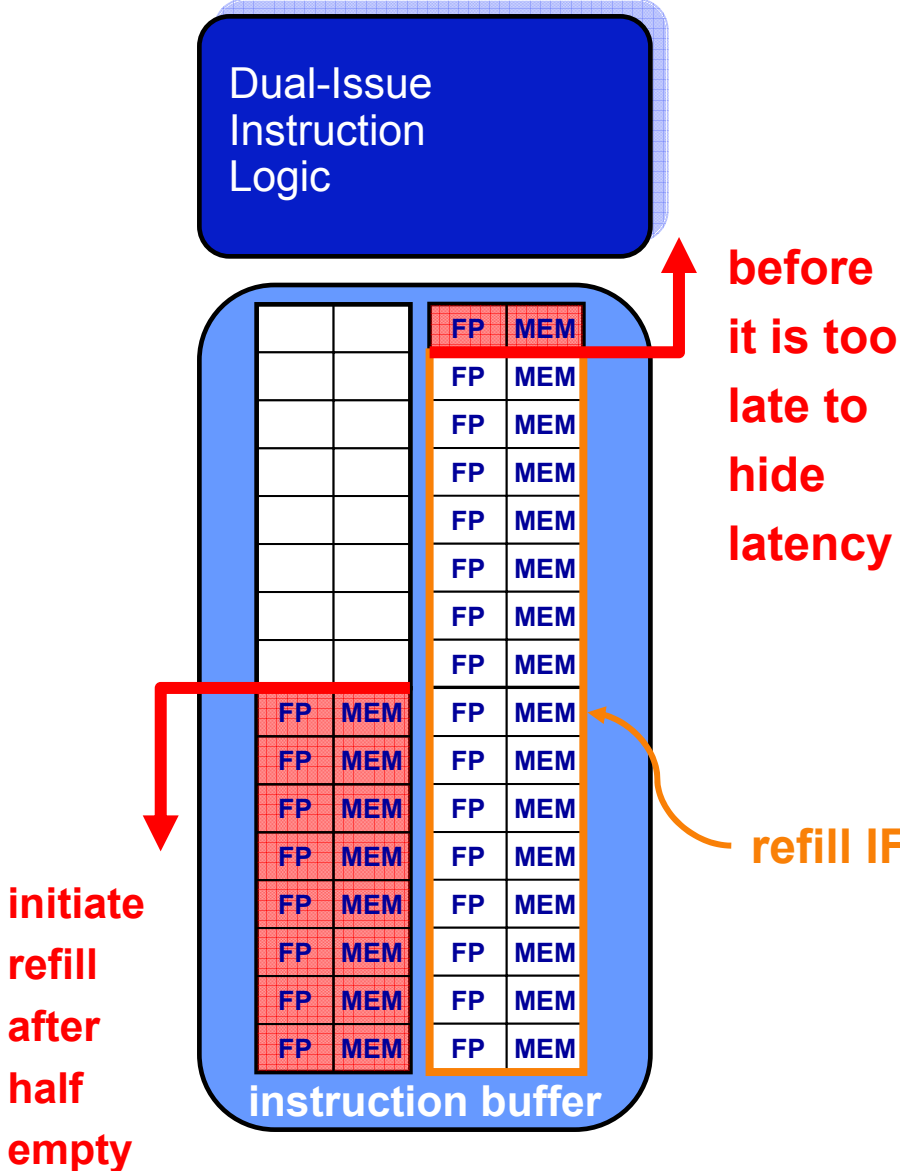 Dual-Issue
Instruction
Logic
before
it is too
late to
hide
latency
FP MEM
FP MEM
FP MEM
FP MEM
FP MEM
FP MEM
FP MEM
FP MEM
FP MEM FP MEM
FP MEM FP MEM
FP MEM FP MEM
FP MEM FP MEM
FP MEM FP MEM
FP MEM FP MEM
FP MEM FP MEM
FP MEM FP MEM
refill IF
initiate
refill
after
half
empty
instruction buffer